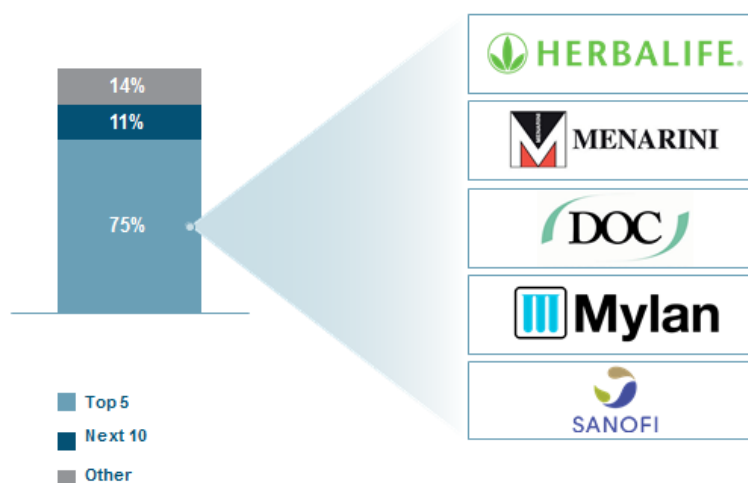 14%
11%
75%
Top 5
Next 10
Other
HERBALIFE.
MENARINI
MENARINI
DOC
Mylan
SANOFI